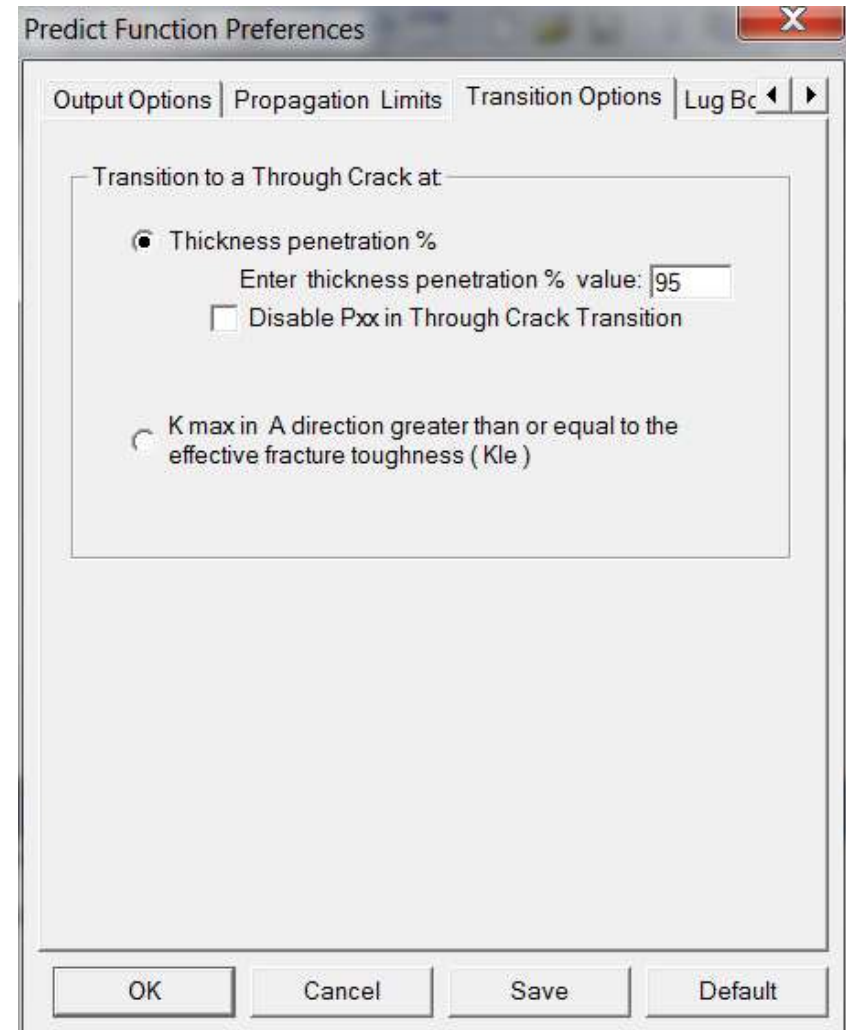 Predict Function Preferences
Output Options Propagation Limits Transition Options Lug Bo
Transition to a Through Crack at:
Thickness penetration %
Enter thickness penetration % value: 95
Disable Pxx in Through Crack Transition
K max in A direction greater than or equal to the
effective fracture toughness ( KIe )
OK Cancel Save Default